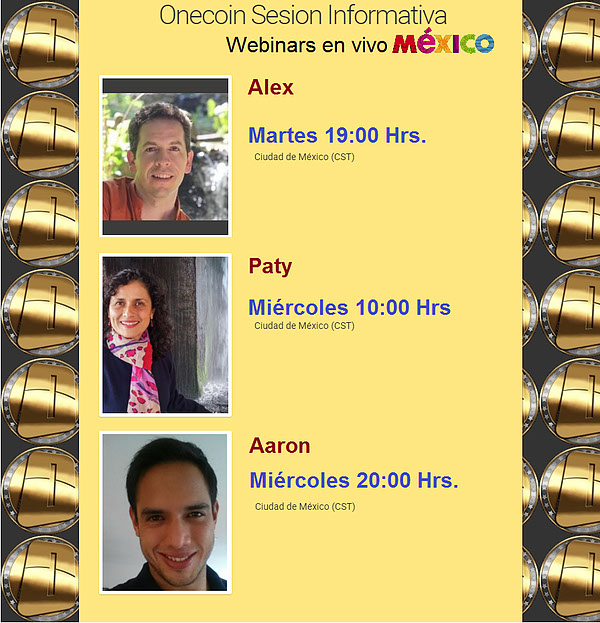 Onecoin Sesion Informativa
Webinars en vivo MéXICO
Alex
Martes 19:00 Hrs.
Ciudad de México (CST)
Paty
Miércoles 10:00 Hrs
Ciudad de México (CST)
Aaron
Miércoles 20:00 Hrs.
Ciudad de México (CST)